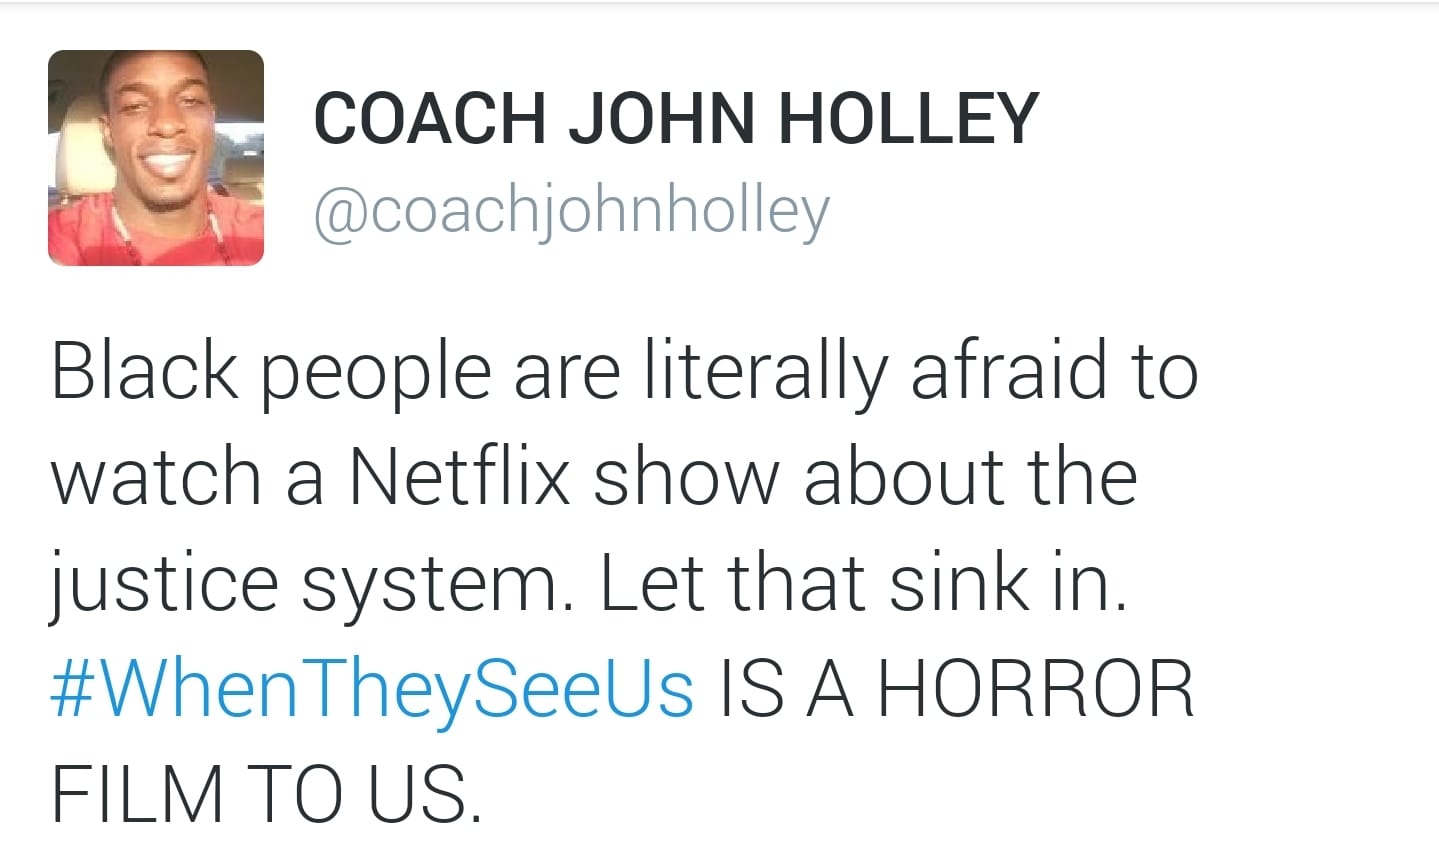 COACH JOHN HOLLEY
@coachjohnholley
Black people are literally afraid to
watch a Netflix show about the
justice system. Let that sink in.
#WhenTheySeeUs IS A HORROR
FILM TO US.